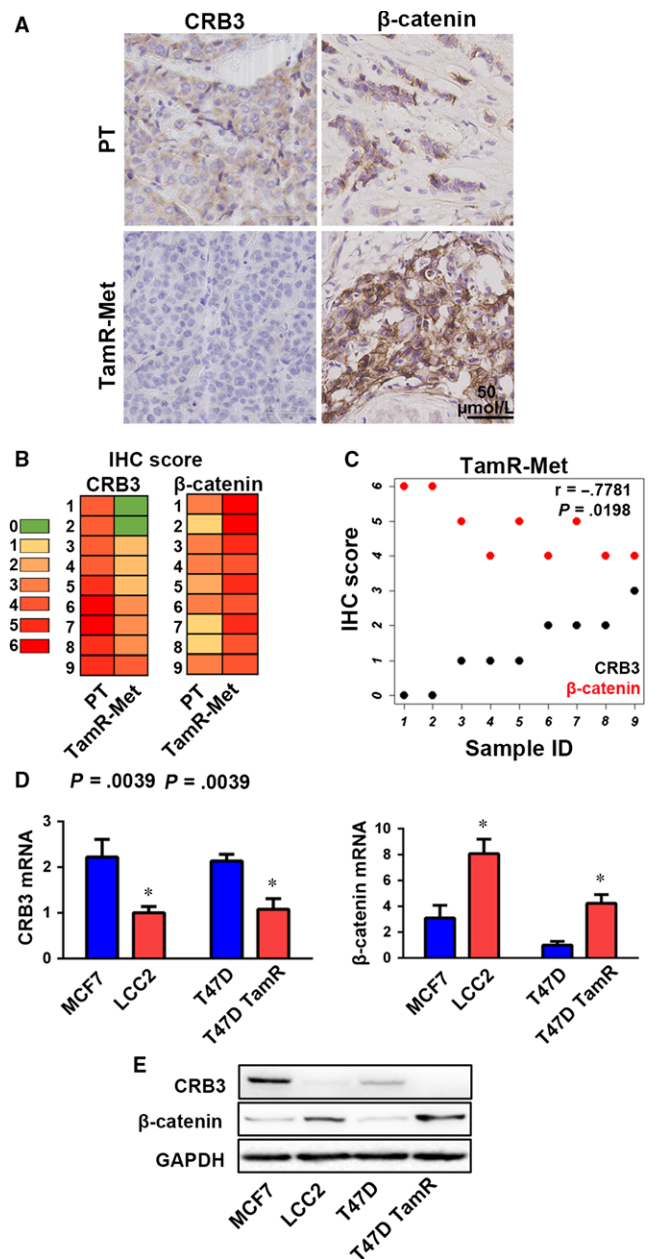 A
CRB3
β-catenin
PT
TamR-Met
50
µmol/L
B
IHC score
CRB3
β-catenin
0
1
2
3
4
5
6
1
2
3
4
5
6
7
8
9
1
2
3
4
5
6
7
8
9
PT
TamR-Met
PT
TamR-Met
P = .0039
P = .0039
C
TamR-Met
r = –.7781
P = .0198
IHC score
6
5
4
3
2
1
0
CRB3
β-catenin
1 2 3 4 5 6 7 8 9
Sample ID
D
CRB3 mRNA
3
2
1
0
*
*
MCF7
LCC2
T47D
T47D TamR
β-catenin mRNA
10
8
6
4
2
0
*
*
MCF7
LCC2
T47D
T47D TamR
E
CRB3
β-catenin
GAPDH
MCF7
LCC2
T47D
T47D TamR